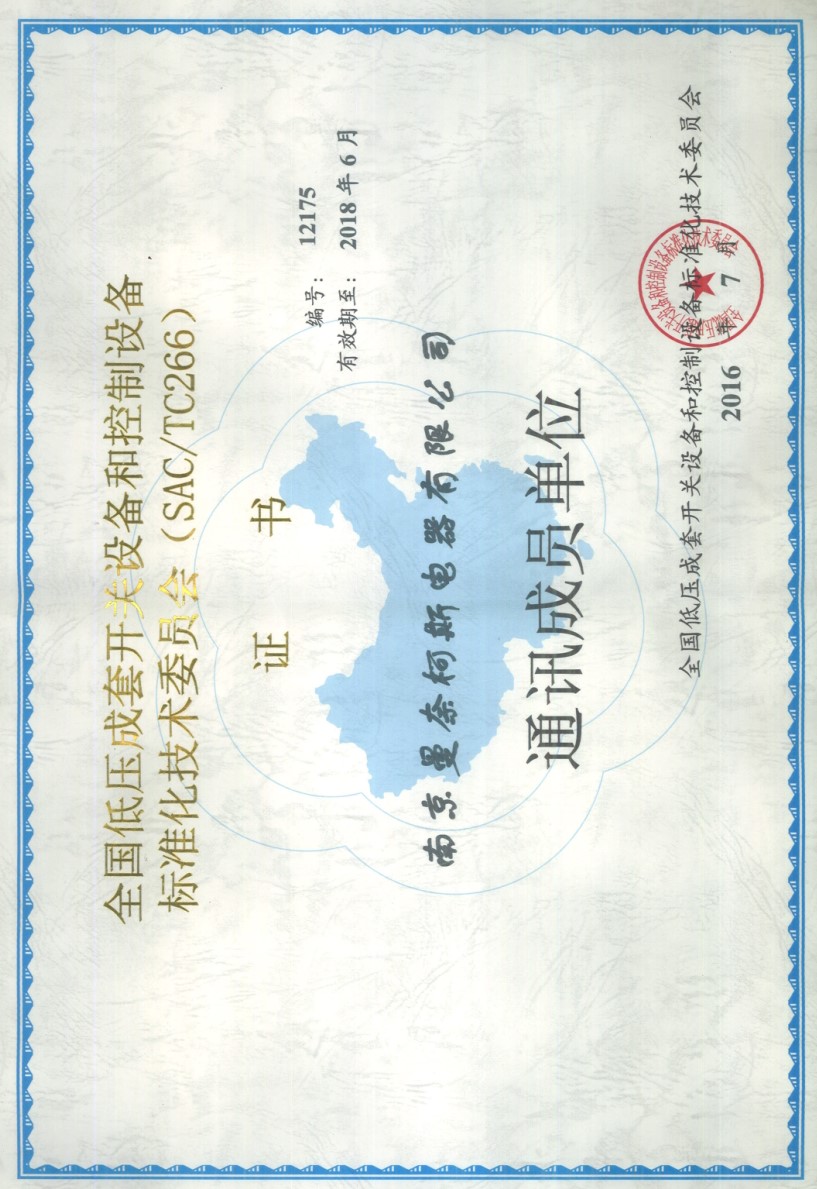 全国低压成套开关设备和控制设备
标准化技术委员会（SAC/TC266）
证 书
编号： 12175
有效期至： 2018 年 6 月
南京曼奈柯斯电器有限公司
通讯成员单位
全国低压成套开关设备和控制设备标准化技术委员会
2016 年 7 月